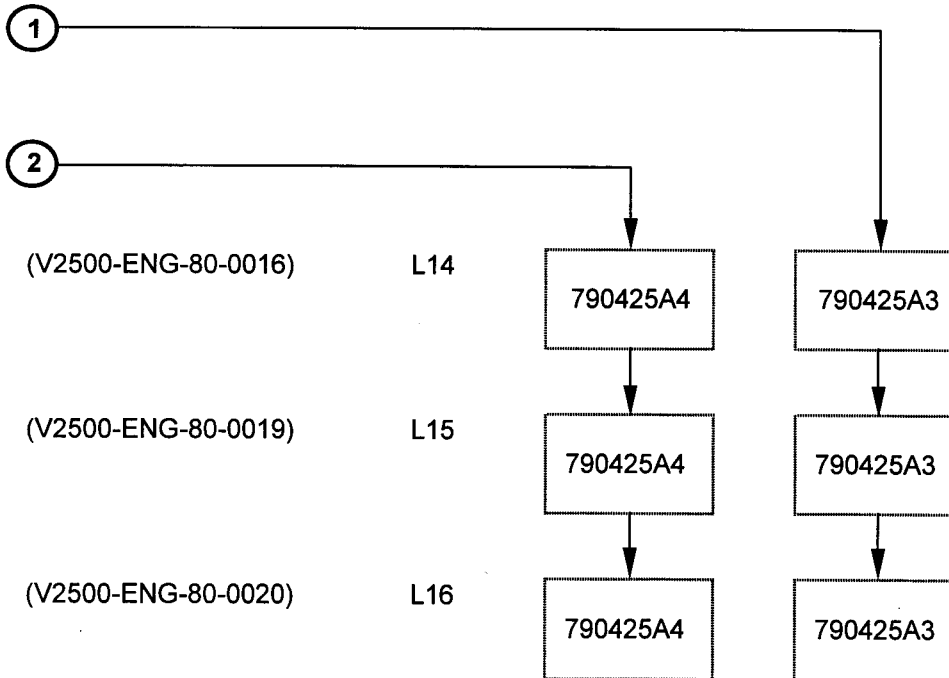 1
2
(V2500-ENG-80-0016) L14 790425A4 790425A3
(V2500-ENG-80-0019) L15 790425A4 790425A3
(V2500-ENG-80-0020) L16 790425A4 790425A3